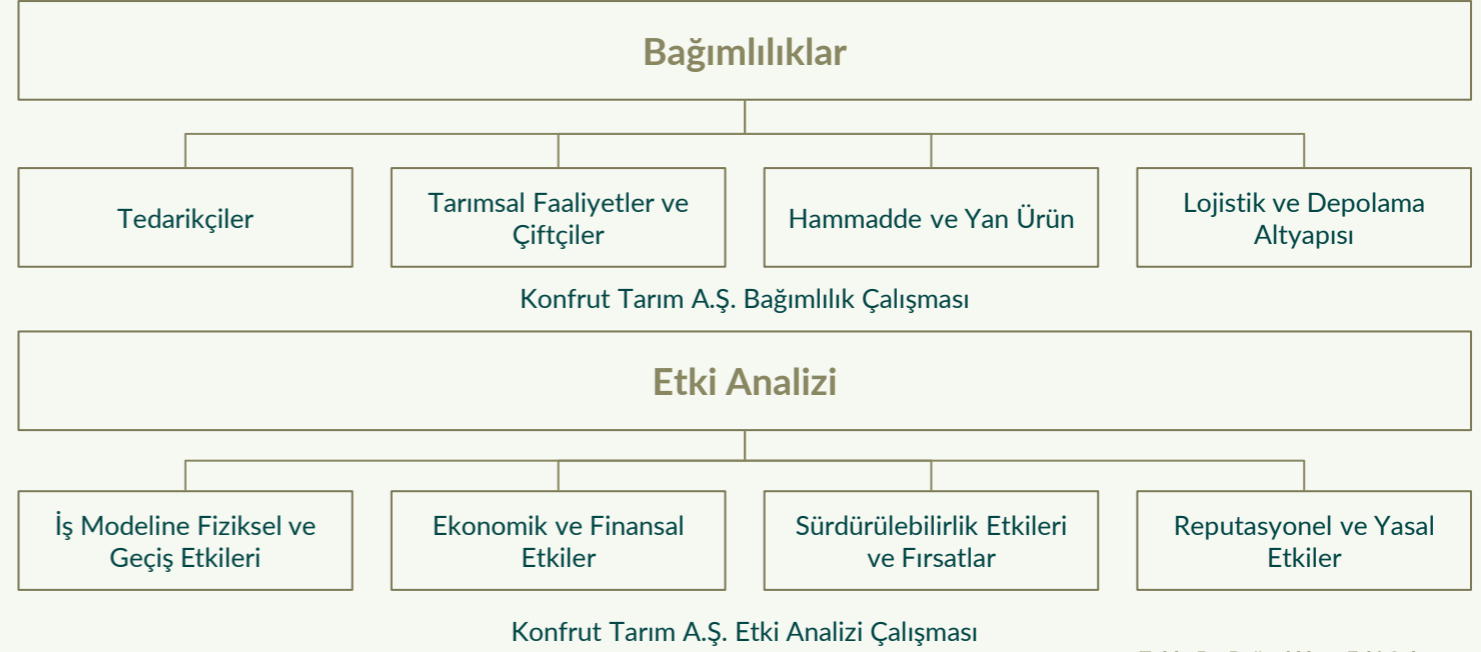 Bağımlılıklar
Tedarikçiler
Tarımsal Faaliyetler ve
Çiftçiler
Hammadde ve Yan Ürün
Lojistik ve Depolama
Altyapısı
Konfrut Tarım A.Ş. Bağımlılık Çalışması
Etki Analizi
İş Modeline Fiziksel ve
Geçiş Etkileri
Ekonomik ve Finansal
Etkiler
Sürdürülebilirlik Etkileri
ve Fırsatlar
Reputasyonel ve Yasal
Etkiler
Konfrut Tarım A.Ş. Etki Analizi Çalışması